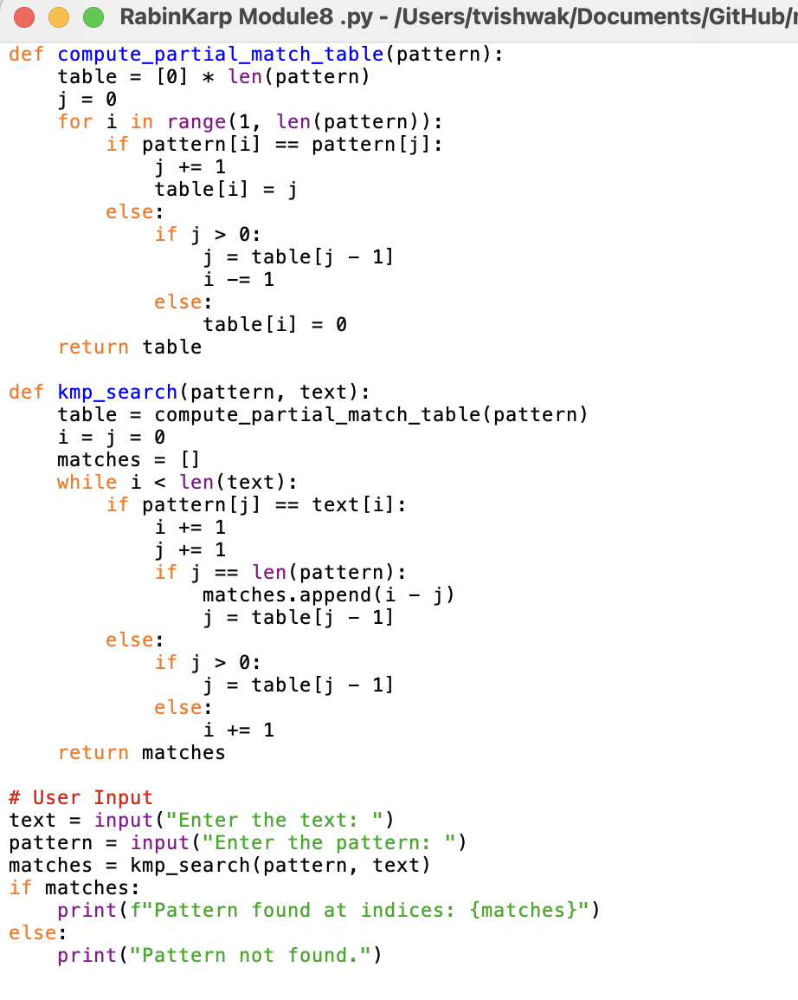 RabinKarp Module8 .py - /Users/tvishwak/Documents/GitHub/
def compute_partial_match_table(pattern):
    table = [0] * len(pattern)
    j = 0
    for i in range(1, len(pattern)):
        if pattern[i] == pattern[j]:
            j += 1
            table[i] = j
        else:
            if j > 0:
                j = table[j - 1]
                i -= 1
            else:
                table[i] = 0
    return table

def kmp_search(pattern, text):
    table = compute_partial_match_table(pattern)
    i = j = 0
    matches = []
    while i < len(text):
        if pattern[j] == text[i]:
            i += 1
            j += 1
            if j == len(pattern):
                matches.append(i - j)
                j = table[j - 1]
        else:
            if j > 0:
                j = table[j - 1]
            else:
                i += 1
    return matches

# User Input
text = input("Enter the text: ")
pattern = input("Enter the pattern: ")
matches = kmp_search(pattern, text)
if matches:
    print(f"Pattern found at indices: {matches}")
else:
    print("Pattern not found.")